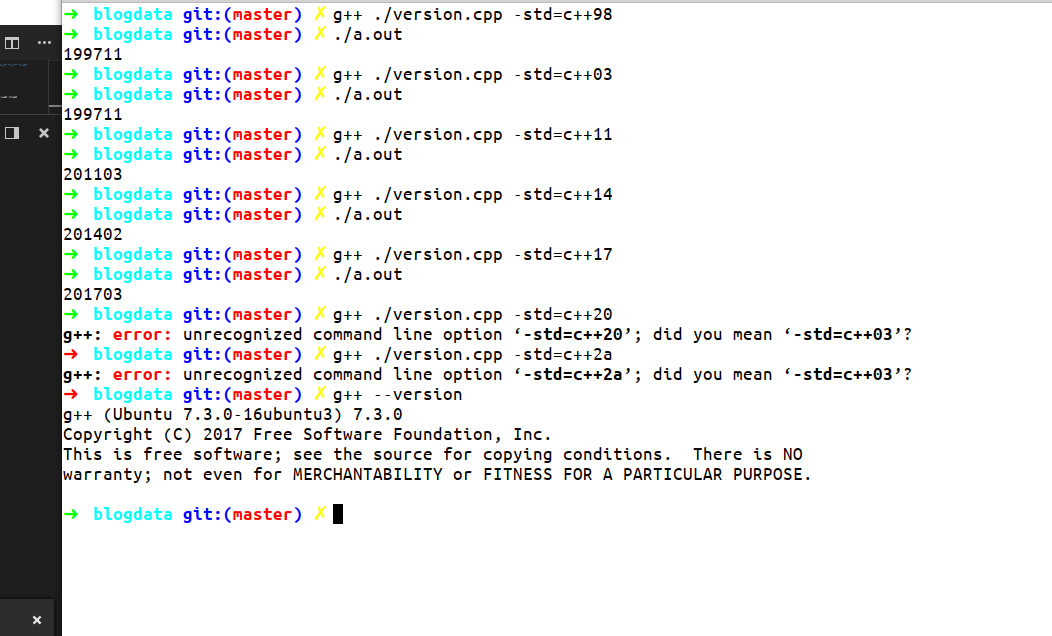 ➜ blogdata git:(master) ✗ g++ ./version.cpp -std=c++98
➜ blogdata git:(master) ✗ ./a.out
199711
➜ blogdata git:(master) ✗ g++ ./version.cpp -std=c++03
➜ blogdata git:(master) ✗ ./a.out
199711
➜ blogdata git:(master) ✗ g++ ./version.cpp -std=c++11
➜ blogdata git:(master) ✗ ./a.out
201103
➜ blogdata git:(master) ✗ g++ ./version.cpp -std=c++14
➜ blogdata git:(master) ✗ ./a.out
201402
➜ blogdata git:(master) ✗ g++ ./version.cpp -std=c++17
➜ blogdata git:(master) ✗ ./a.out
201703
➜ blogdata git:(master) ✗ g++ ./version.cpp -std=c++20
g++: error: unrecognized command line option ‘-std=c++20’; did you mean ‘-std=c++03’?
➜ blogdata git:(master) ✗ g++ ./version.cpp -std=c++2a
g++: error: unrecognized command line option ‘-std=c++2a’; did you mean ‘-std=c++03’?
➜ blogdata git:(master) ✗ g++ --version
g++ (Ubuntu 7.3.0-16ubuntu3) 7.3.0
Copyright (C) 2017 Free Software Foundation, Inc.
This is free software; see the source for copying conditions.  There is NO
warranty; not even for MERCHANTABILITY or FITNESS FOR A PARTICULAR PURPOSE.
➜ blogdata git:(master) ✗